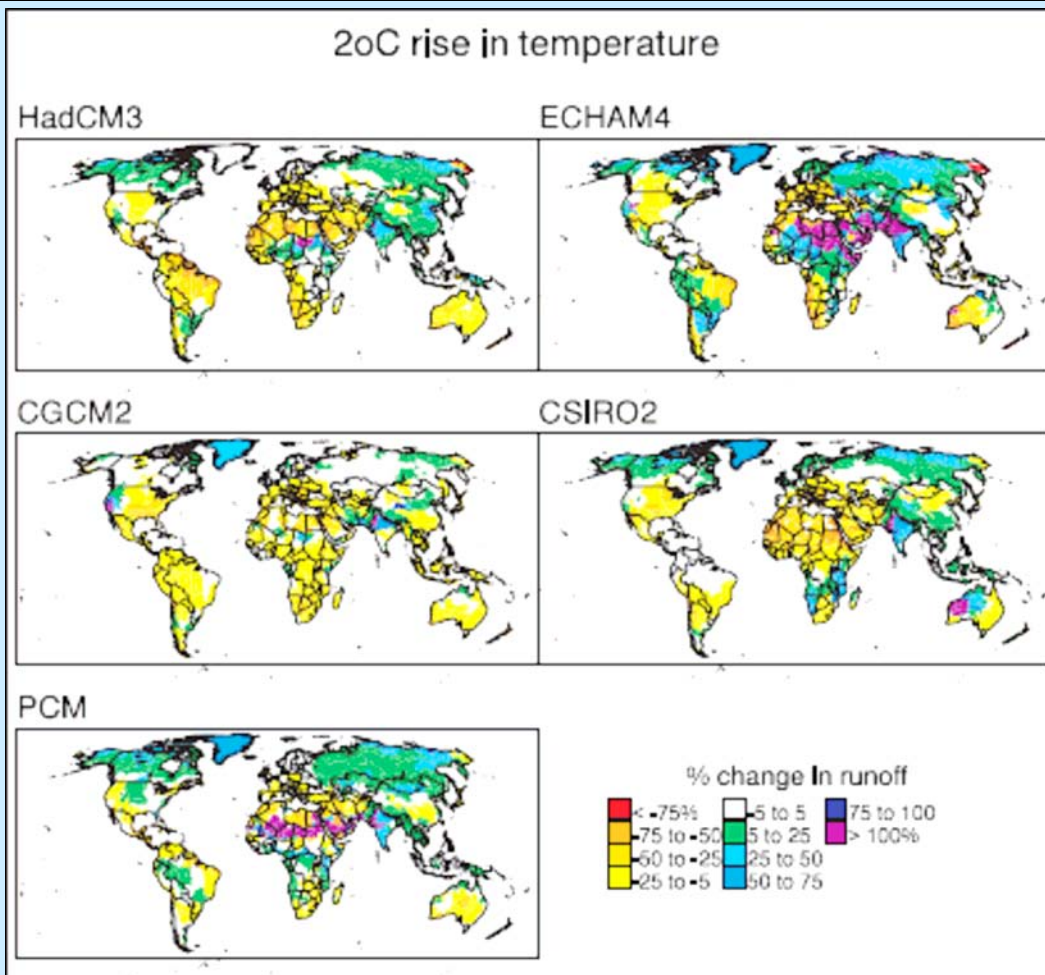 2oC rise in temperature
HadCM3
ECHAM4
CGCM2
CSIRO2
PCM
% change In runoff
< -75%
-75 to -50
-50 to -25
-25 to -5
-5 to 5
5 to 25
25 to 50
50 to 75
75 to 100
> 100%